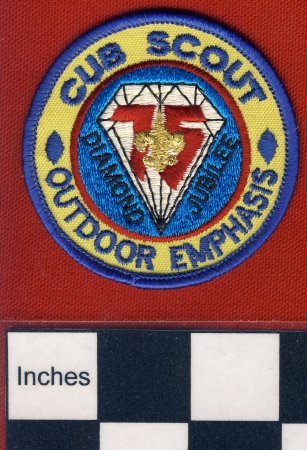 CUB SCOUT
75
DIAMOND JUBILEE
OUTDOOR EMPHASIS
Inches